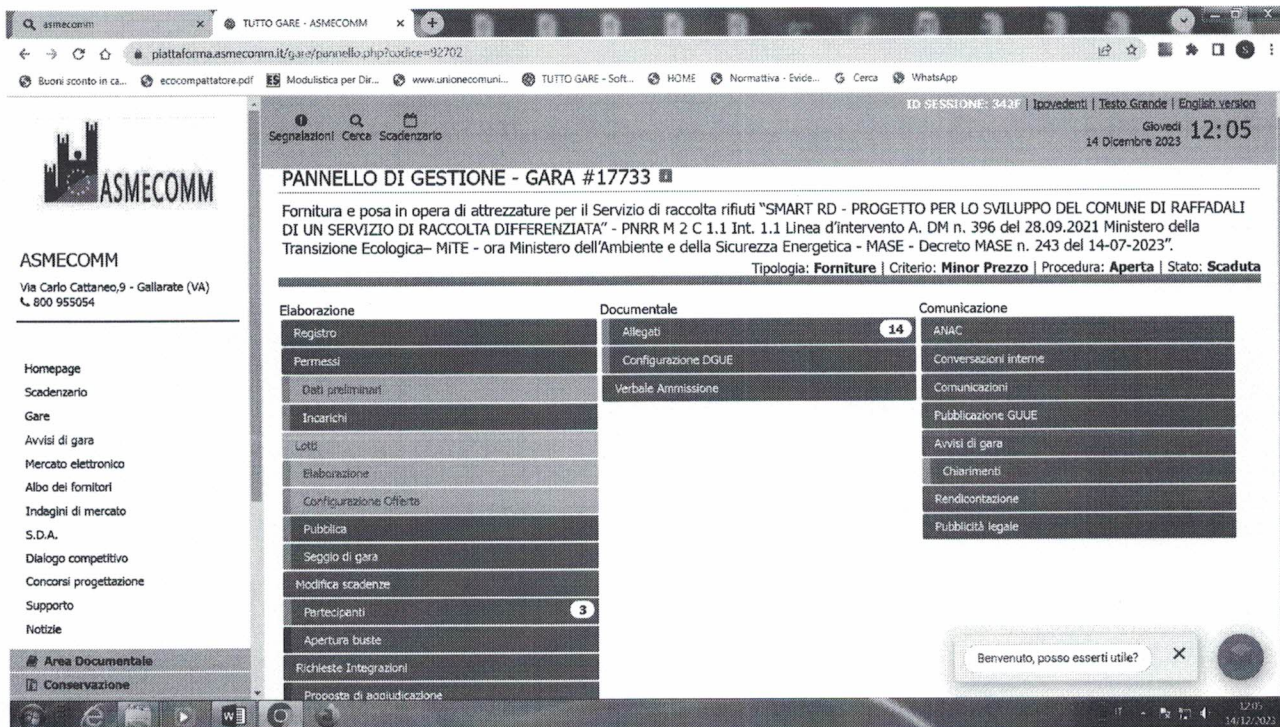 asmecomm
TUTTO GARE - ASMECOMM
piattaforma.asmecomm.it/gare/pannello.php?codice=92702
Buoni sconto in ca... ecocompattatore.pdf ES Modulistica per Dir... www.unionecomuni... TUTTO GARE - Soft... HOME Normattiva - Evide... G Cerca WhatsApp
ID SESSIONE: 342F | Ipovedenti | Testo Grande | English version
Segnalazioni Cerca Scadenzario
Giovedì
14 Dicembre 2023 12:05
ASMECOMM
ASMECOMM
Via Carlo Cattaneo,9 - Gallarate (VA)
800 955054
Homepage
Scadenzario
Gare
Avvisi di gara
Mercato elettronico
Albo dei fornitori
Indagini di mercato
S.D.A.
Dialogo competitivo
Concorsi progettazione
Supporto
Notizie
Area Documentale
Conservazione
PANNELLO DI GESTIONE - GARA #17733
Fornitura e posa in opera di attrezzature per il Servizio di raccolta rifiuti "SMART RD - PROGETTO PER LO SVILUPPO DEL COMUNE DI RAFFADALI
DI UN SERVIZIO DI RACCOLTA DIFFERENZIATA" - PNRR M 2 C 1.1 Int. 1.1 Linea d'intervento A. DM n. 396 del 28.09.2021 Ministero della
Transizione Ecologica– MiTE - ora Ministero dell'Ambiente e della Sicurezza Energetica - MASE - Decreto MASE n. 243 del 14-07-2023".
Tipologia: Forniture | Criterio: Minor Prezzo | Procedura: Aperta | Stato: Scaduta
Elaborazione
Registro
Permessi
Dati preliminari
Incarichi
Lotti
Elaborazione
Configurazione Offerta
Pubblica
Seggio di gara
Modifica scadenze
Partecipanti 3
Apertura buste
Richieste Integrazioni
Proposta di aggiudicazione
Documentale
Allegati 14
Configurazione DGUE
Verbale Ammissione
Comunicazione
ANAC
Conversazioni interne
Comunicazioni
Pubblicazione GUUE
Avvisi di gara
Chiarimenti
Rendicontazione
Pubblicità legale
Benvenuto, posso esserti utile?
IT
12:05
14/12/2023